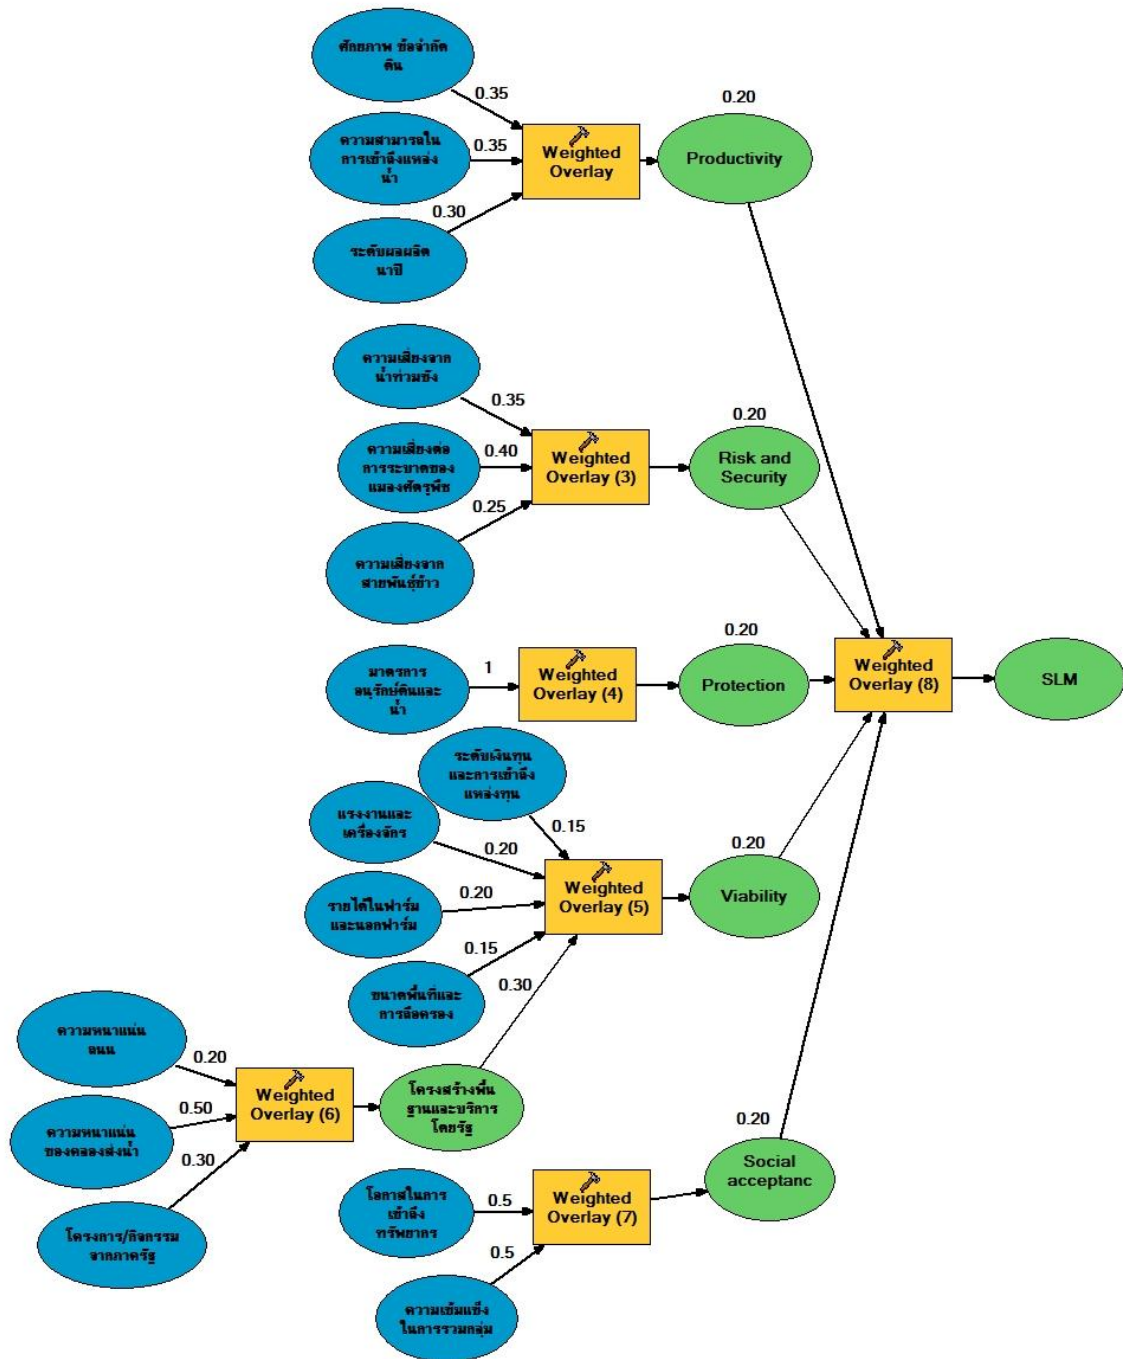 ศักยภาพ ข้อจำกัด
ดิน
0.35
ความสามารถใน
การเข้าถึงแหล่ง
น้ำ
0.35
ระดับผลผลิต
นาปี
0.30
Weighted
Overlay
0.20
Productivity
ความเสี่ยงจาก
น้ำท่วมขัง
0.35
ความเสี่ยงต่อ
การระบาดของ
แมลงศัตรูพืช
0.40
ความเสี่ยงจาก
สายพันธุ์ข้าว
0.25
Weighted
Overlay (3)
0.20
Risk and
Security
มาตรการ
อนุรักษ์ดินและ
น้ำ
1
Weighted
Overlay (4)
0.20
Protection
Weighted
Overlay (8)
SLM
ระดับเงินทุน
และการเข้าถึง
แหล่งทุน
0.15
แรงงานและ
เครื่องจักร
0.20
รายได้ในฟาร์ม
และนอกฟาร์ม
0.20
ขนาดพื้นที่และ
การถือครอง
0.15
0.30
Weighted
Overlay (5)
0.20
Viability
ความหนาแน่น
ถนน
0.20
ความหนาแน่น
ของคลองส่งน้ำ
0.50
โครงการ/กิจกรรม
จากภาครัฐ
0.30
Weighted
Overlay (6)
โครงสร้างพื้น
ฐานและบริการ
โดยรัฐ
โอกาสในการ
เข้าถึง
ทรัพยากร
0.5
ความเข้มแข็ง
ในการรวมกลุ่ม
0.5
Weighted
Overlay (7)
0.20
Social
acceptanc